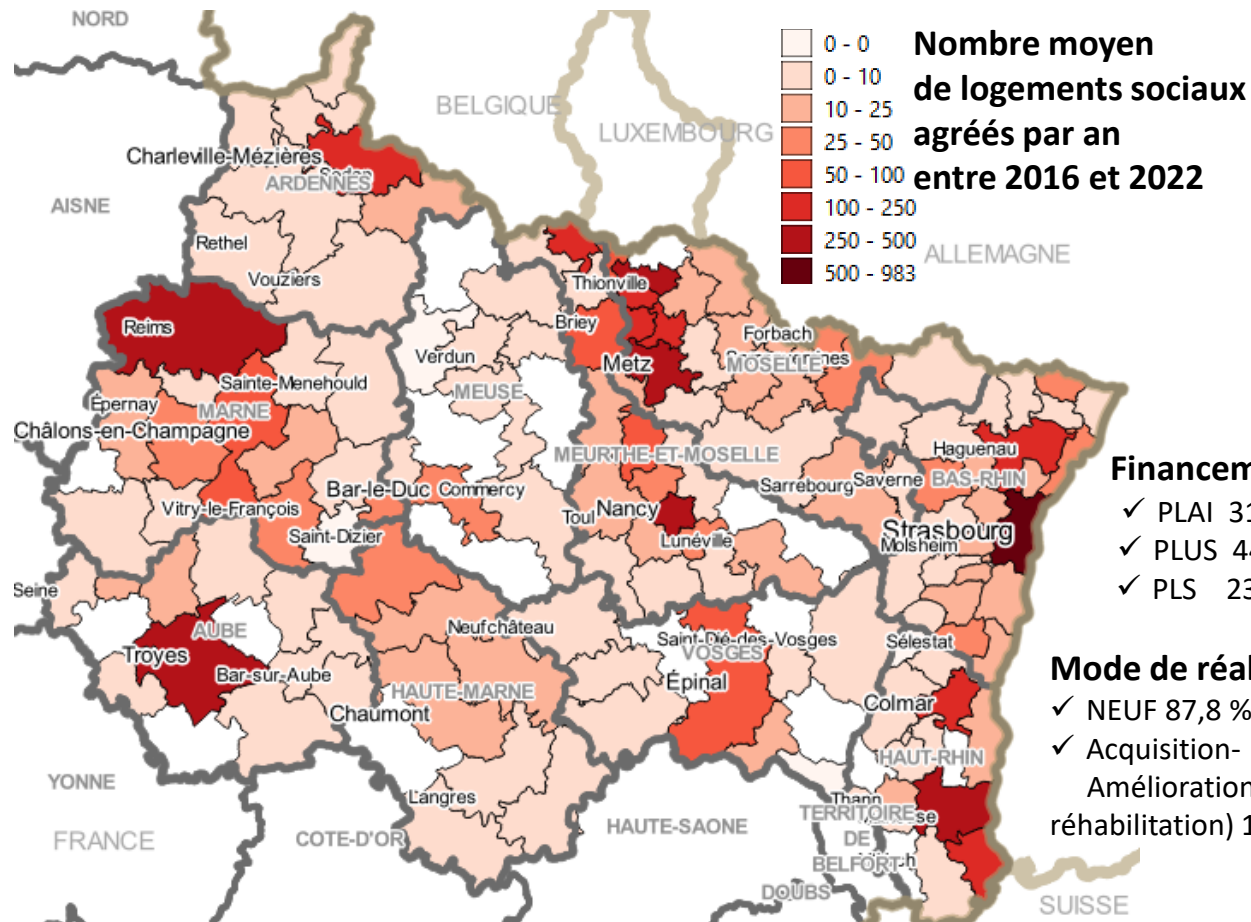 NORD
BELGIQUE
LUXEMBOURG
ALLEMAGNE
0 - 0
0 - 10
10 - 25
25 - 50
50 - 100
100 - 250
250 - 500
500 - 983
Nombre moyen
de logements sociaux
agréés par an
entre 2016 et 2022
Charleville-Mézières
ARDENNES
AISNE
Rethel
Vouziers
Thionville
Reims
Briey
Forbach
Verdun
Metz
MOSELLE
Sainte-Menehould
MEUSE
Épernay
MARNE
Châlons-en-Champagne
Haguenau
MEURTHE-ET-MOSELLE
Bar-le-Duc
Commercy
Sarrebourg
Saverne
BAS-RHIN
Vitry-le-François
Toul
Nancy
Strasbourg
Saint-Dizier
Lunéville
Molsheim
Seine
Neufchâteau
AUBE
Saint-Dié-des-Vosges
Sélestat
VOSGES
Troyes
Bar-sur-Aube
Épinal
HAUTE-MARNE
Chaumont
Colmar
HAUT-RHIN
YONNE
Langres
Thann
FRANCE
COTE-D'OR
HAUTE-SAONE
TERRITOIRE
DE
BELFORT
DOUBS
SUISSE
Financem
✓ PLAI 31
✓ PLUS 44
✓ PLS 23
Mode de réal
✓ NEUF 87,8 %
✓ Acquisition-
Amélioration
réhabilitation) 1